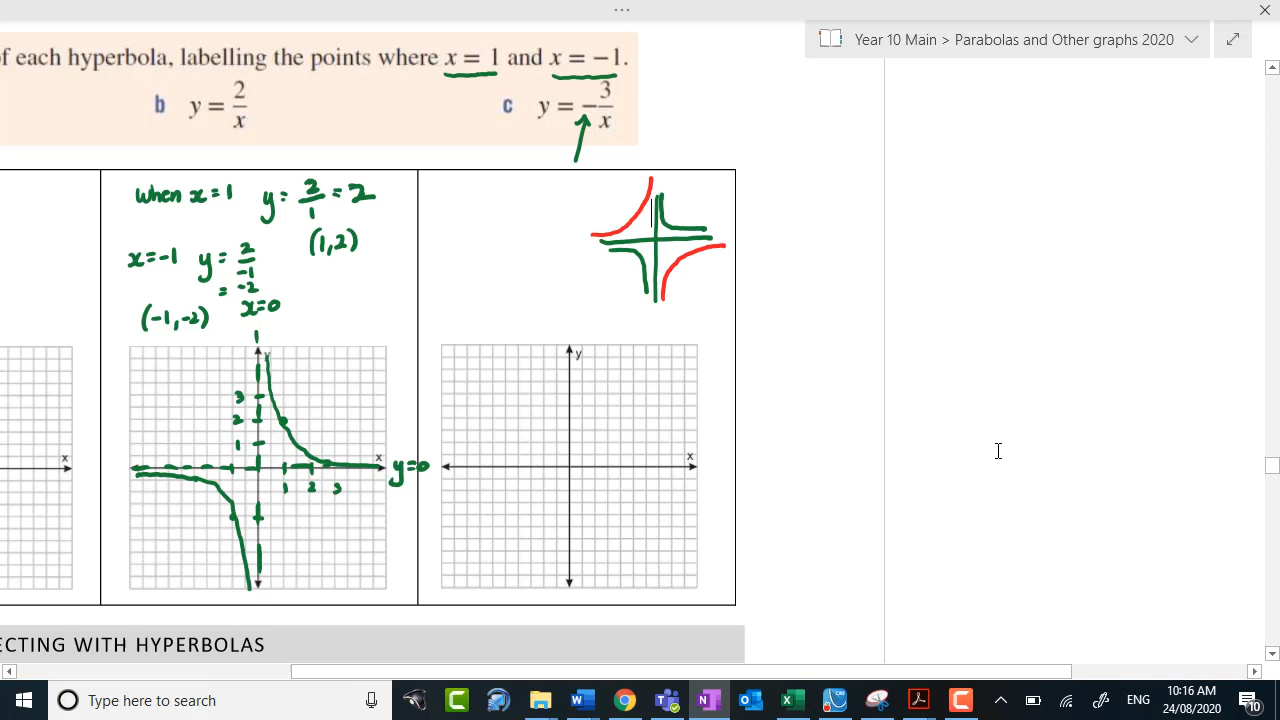 ...
Year 10 Main > Parabolas and Other graphs 2020
f each hyperbola, labelling the points where x = 1 and x = −1.
b y = 2/x
c y = −3/x
when x=1 y= 2/1 = 2
(1,2)
x=-1 y= 2/-1
= -2
(-1,-2)
x=0
y
3
2
1
x
y=0
1 2 3
x
y
x
ECTING WITH HYPERBOLAS
Type here to search
ENG
10:16 AM
24/08/2020
10